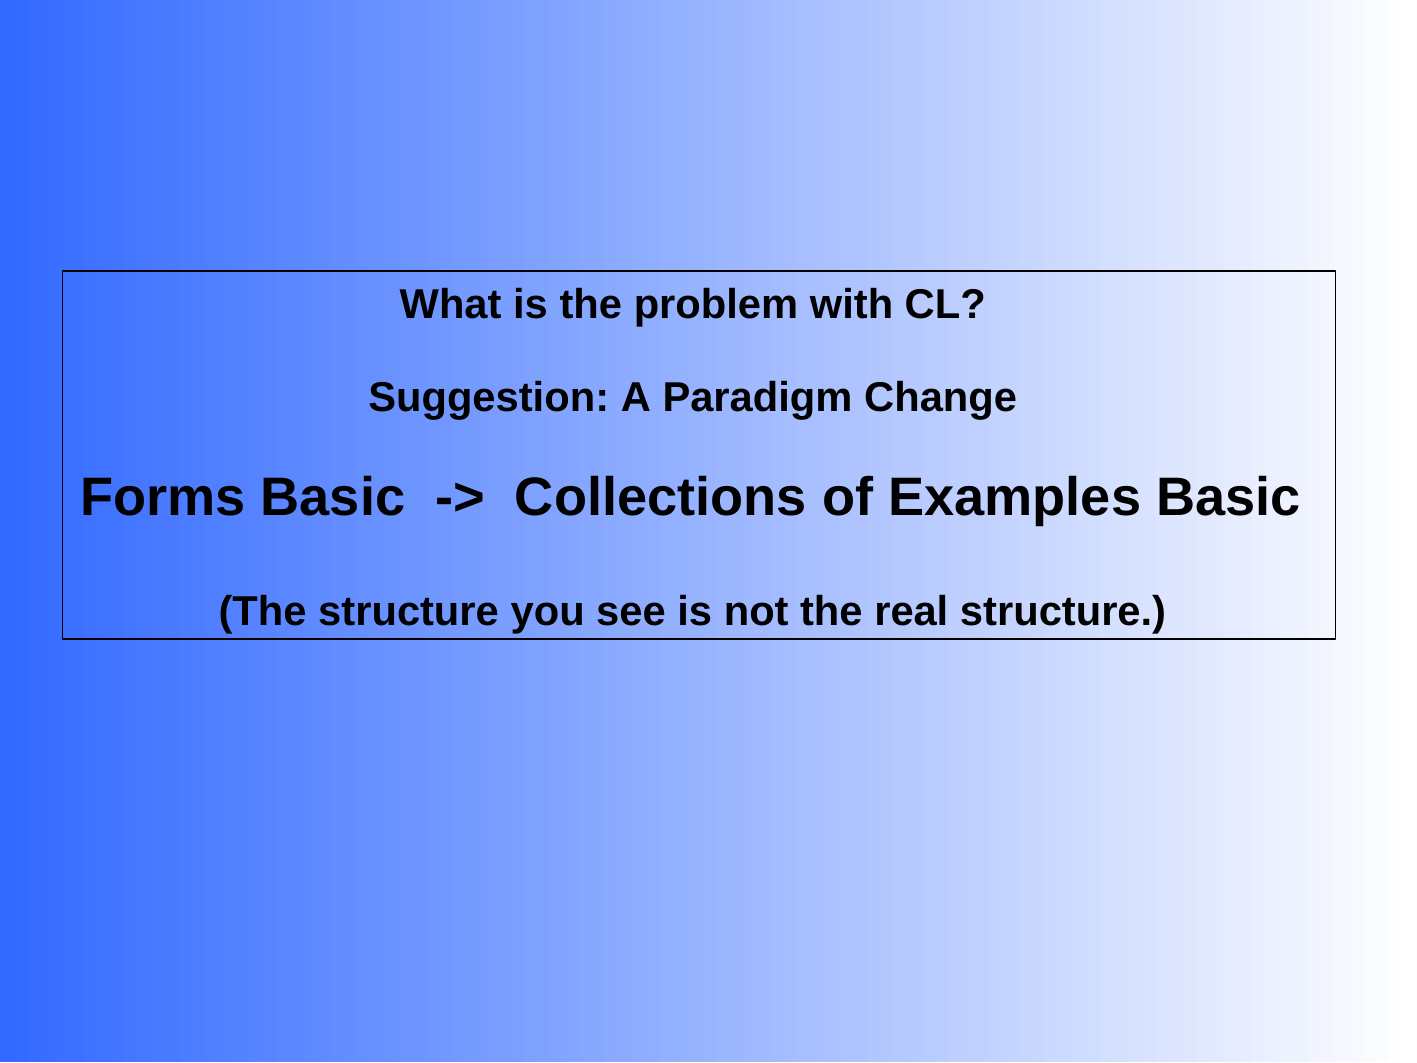 What is the problem with CL?
Suggestion: A Paradigm Change
Forms Basic -> Collections of Examples Basic
(The structure you see is not the real structure.)